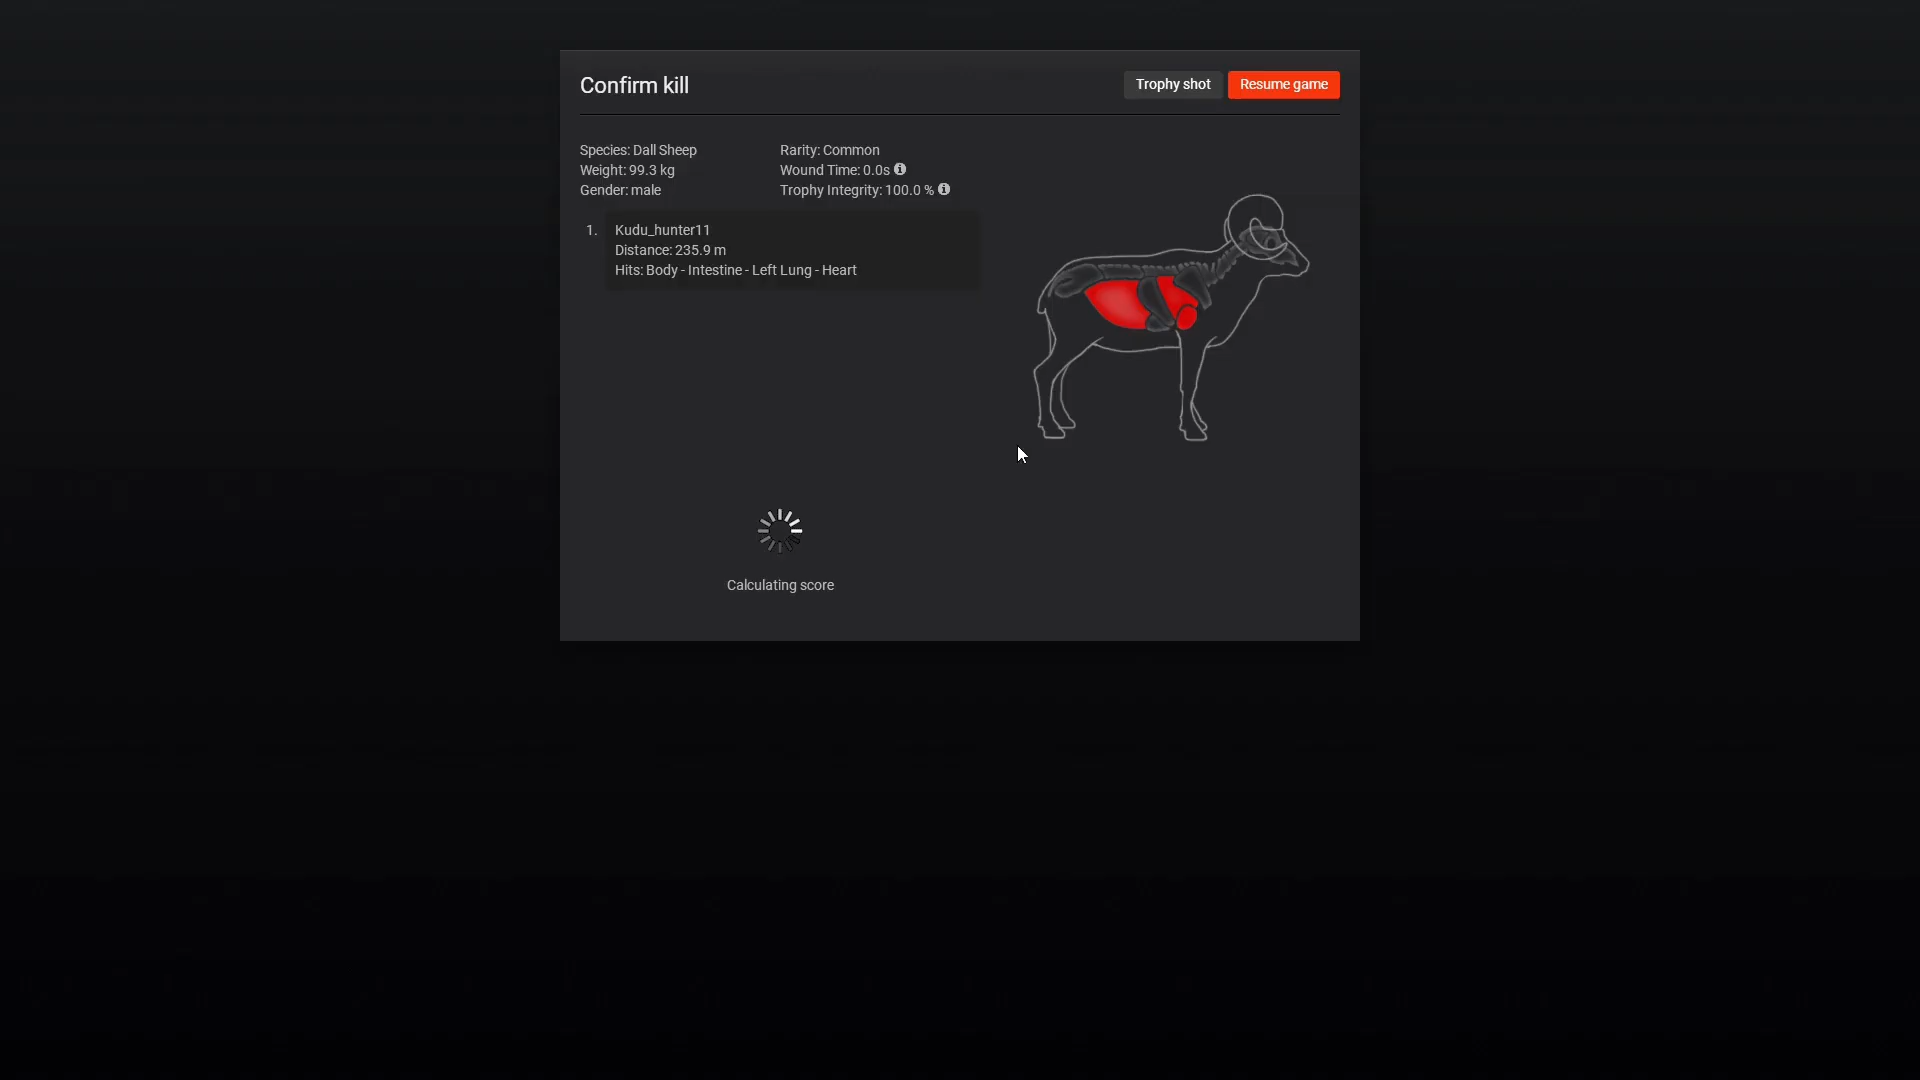 Confirm kill
Trophy shot
Resume game
Species: Dall Sheep
Weight: 99.3 kg
Gender: male
Rarity: Common
Wound Time: 0.0s
Trophy Integrity: 100.0 %
1. Kudu_hunter11
Distance: 235.9 m
Hits: Body - Intestine - Left Lung - Heart
Calculating score